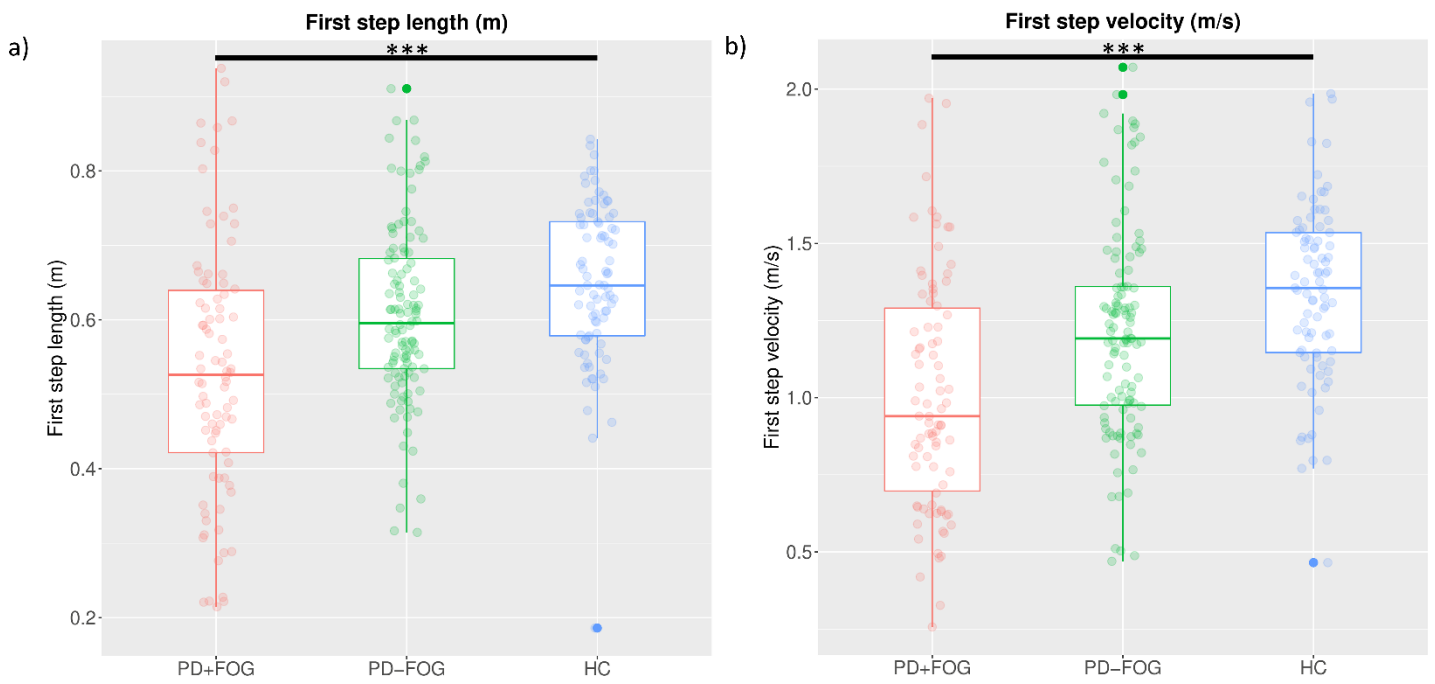 a)
First step length (m)
***
First step length (m)
0.8
0.6
0.4
0.2
PD+FOG
PD−FOG
HC
b)
First step velocity (m/s)
***
First step velocity (m/s)
2.0
1.5
1.0
0.5
PD+FOG
PD−FOG
HC